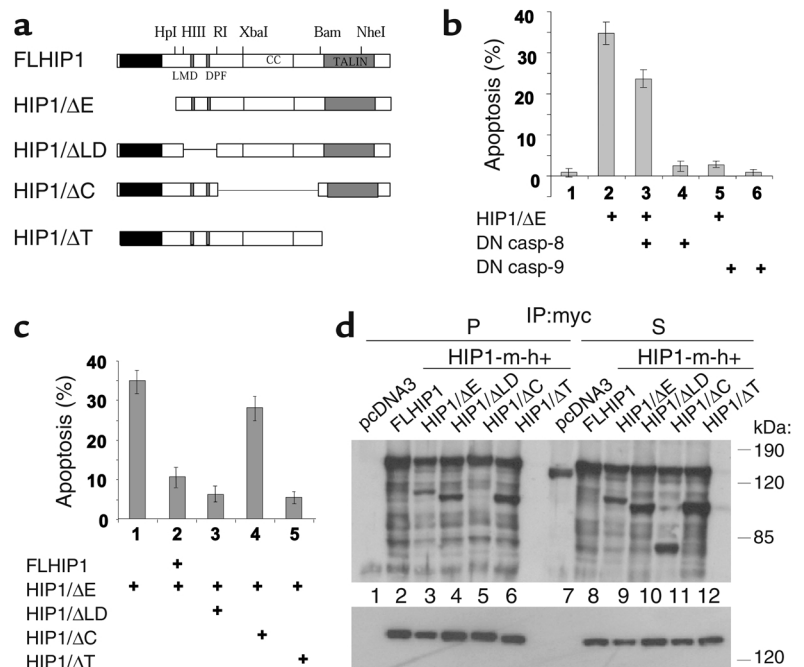 a
HpI HIII RI XbaI Bam NheI
FLHIP1 CC TALIN
LMD DPF
HIP1/ΔE
HIP1/ΔLD
HIP1/ΔC
HIP1/ΔT
b
Apoptosis (%)
40
30
20
10
0
1 2 3 4 5 6
HIP1/ΔE + + +
DN casp-8 + +
DN casp-9 + +
c
Apoptosis (%)
40
30
20
10
0
1 2 3 4 5
FLHIP1 +
HIP1/ΔE + + + + +
HIP1/ΔLD +
HIP1/ΔC +
HIP1/ΔT +
d
IP:myc
P S
HIP1-m-h+ HIP1-m-h+
pcDNA3 FLHIP1 HIP1/ΔE HIP1/ΔLD HIP1/ΔC HIP1/ΔT pcDNA3 FLHIP1 HIP1/ΔE HIP1/ΔLD HIP1/ΔC HIP1/ΔT
kDa:
190
120
85
1 2 3 4 5 6 7 8 9 10 11 12
120